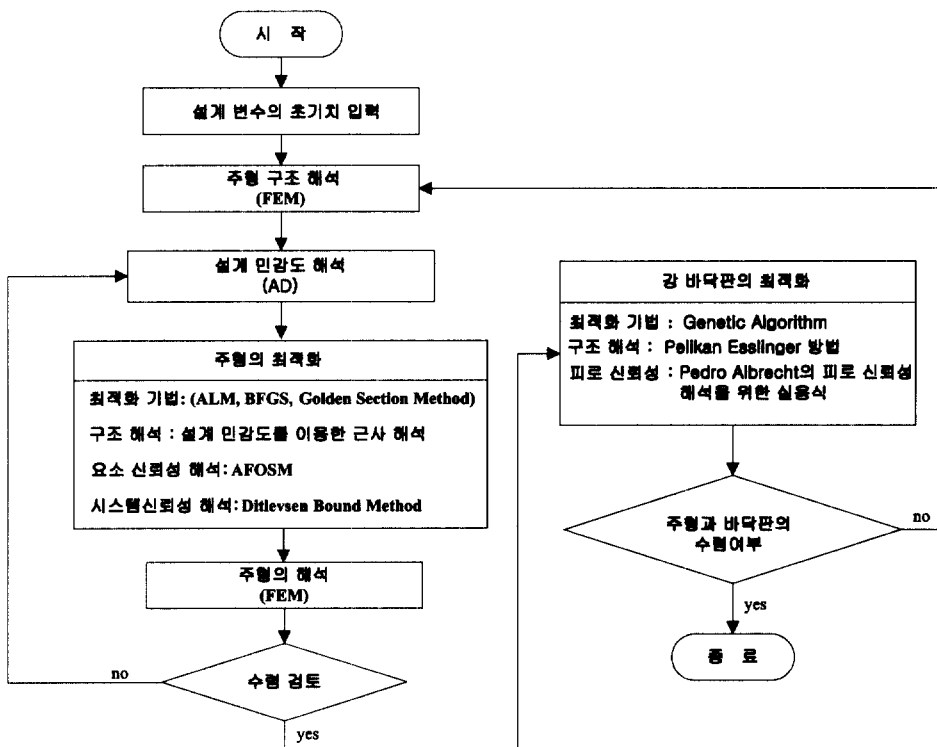 시 작
설계 변수의 초기치 입력
주형 구조 해석
(FEM)
설계 민감도 해석
(AD)
주형의 최적화
최적화 기법: (ALM, BFGS, Golden Section Method)
구조 해석 : 설계 민감도를 이용한 근사 해석
요소 신뢰성 해석: AFOSM
시스템신뢰성 해석: Ditlevsen Bound Method
주형의 해석
(FEM)
수렴 검토
no
yes
강 바닥판의 최적화
최적화 기법 : Genetic Algorithm
구조 해석 : Pelikan Esslinger 방법
피로 신뢰성 : Pedro Albrecht의 피로 신뢰성
해석을 위한 실용식
주형과 바닥판의
수렴여부
no
yes
종 료